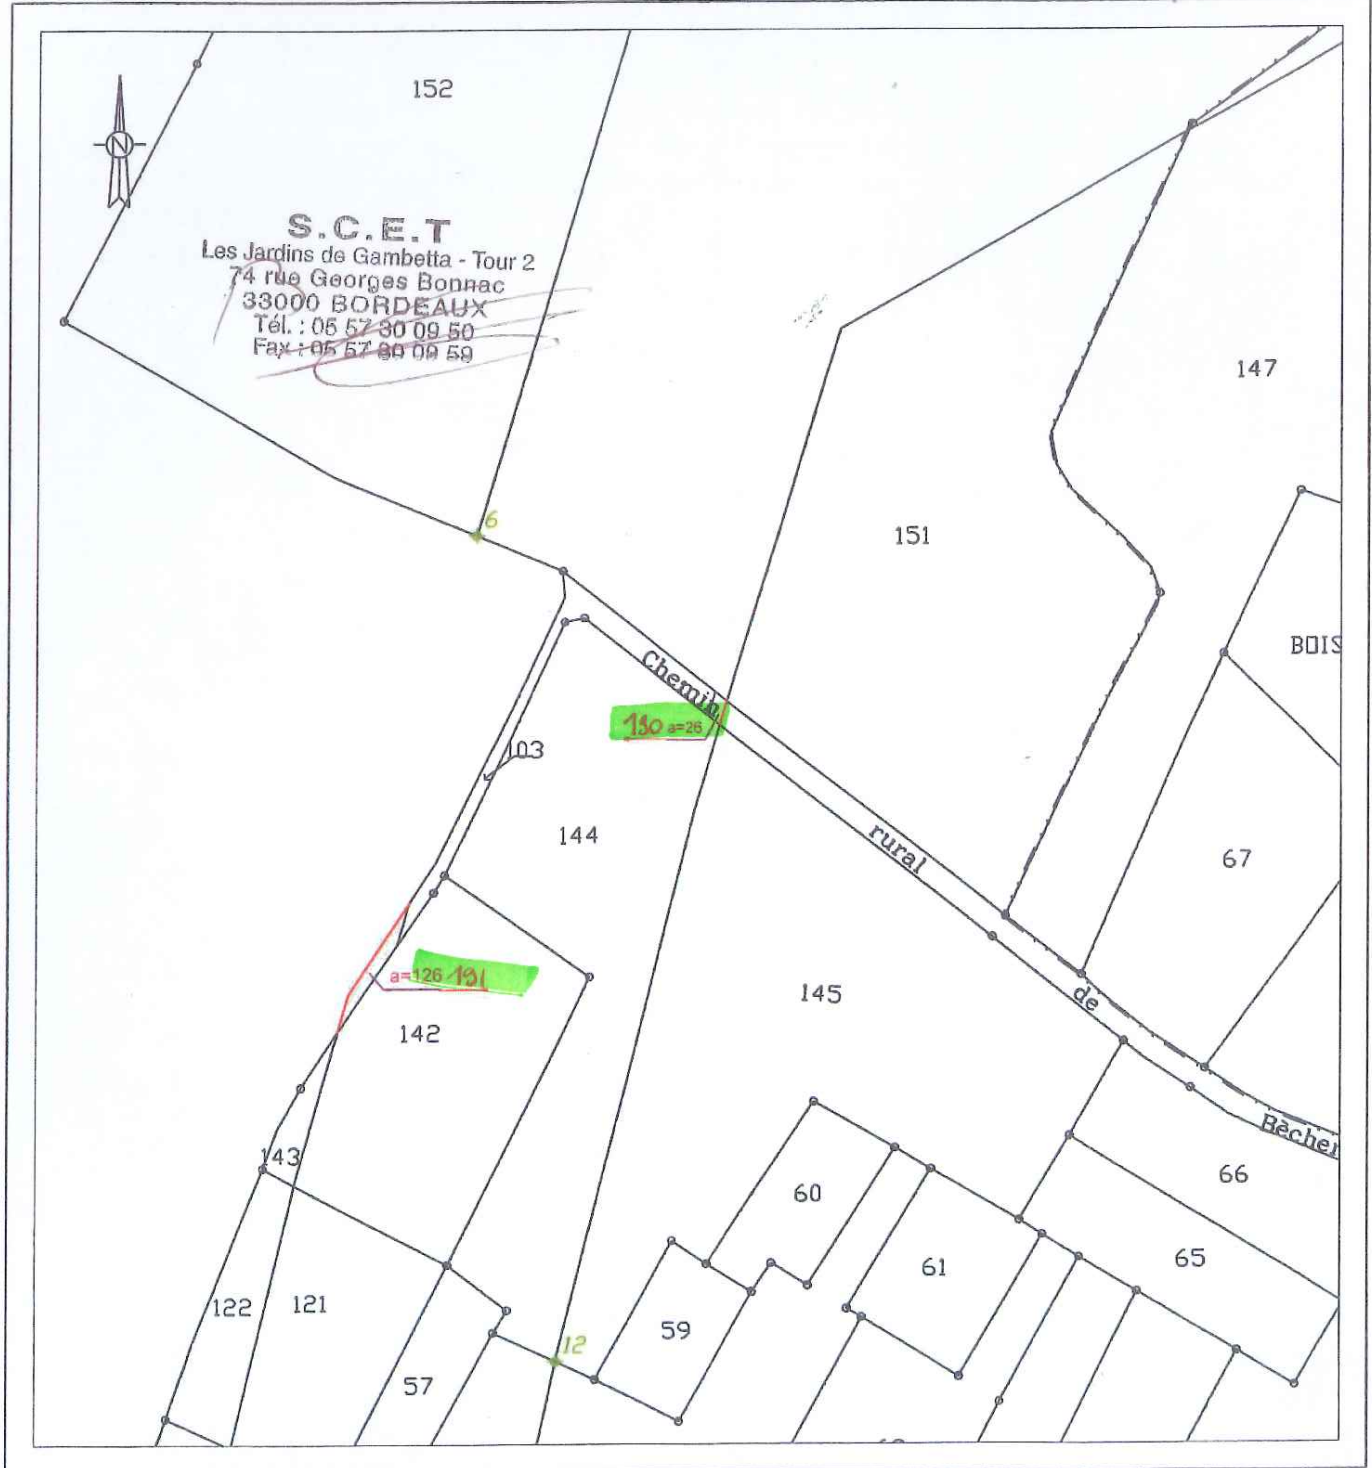 152
N
S.C.E.T
Les Jardins de Gambetta - Tour 2
74 rue Georges Bonnac
33000 BORDEAUX
Tél. : 05 57 30 09 50
Fax : 05 57 30 09 59
147
6
151
BOIS
Chemin rural de Bècher
190 a=26
103
144
67
a=126 191
145
142
143
60
66
61
65
122
121
59
12
57